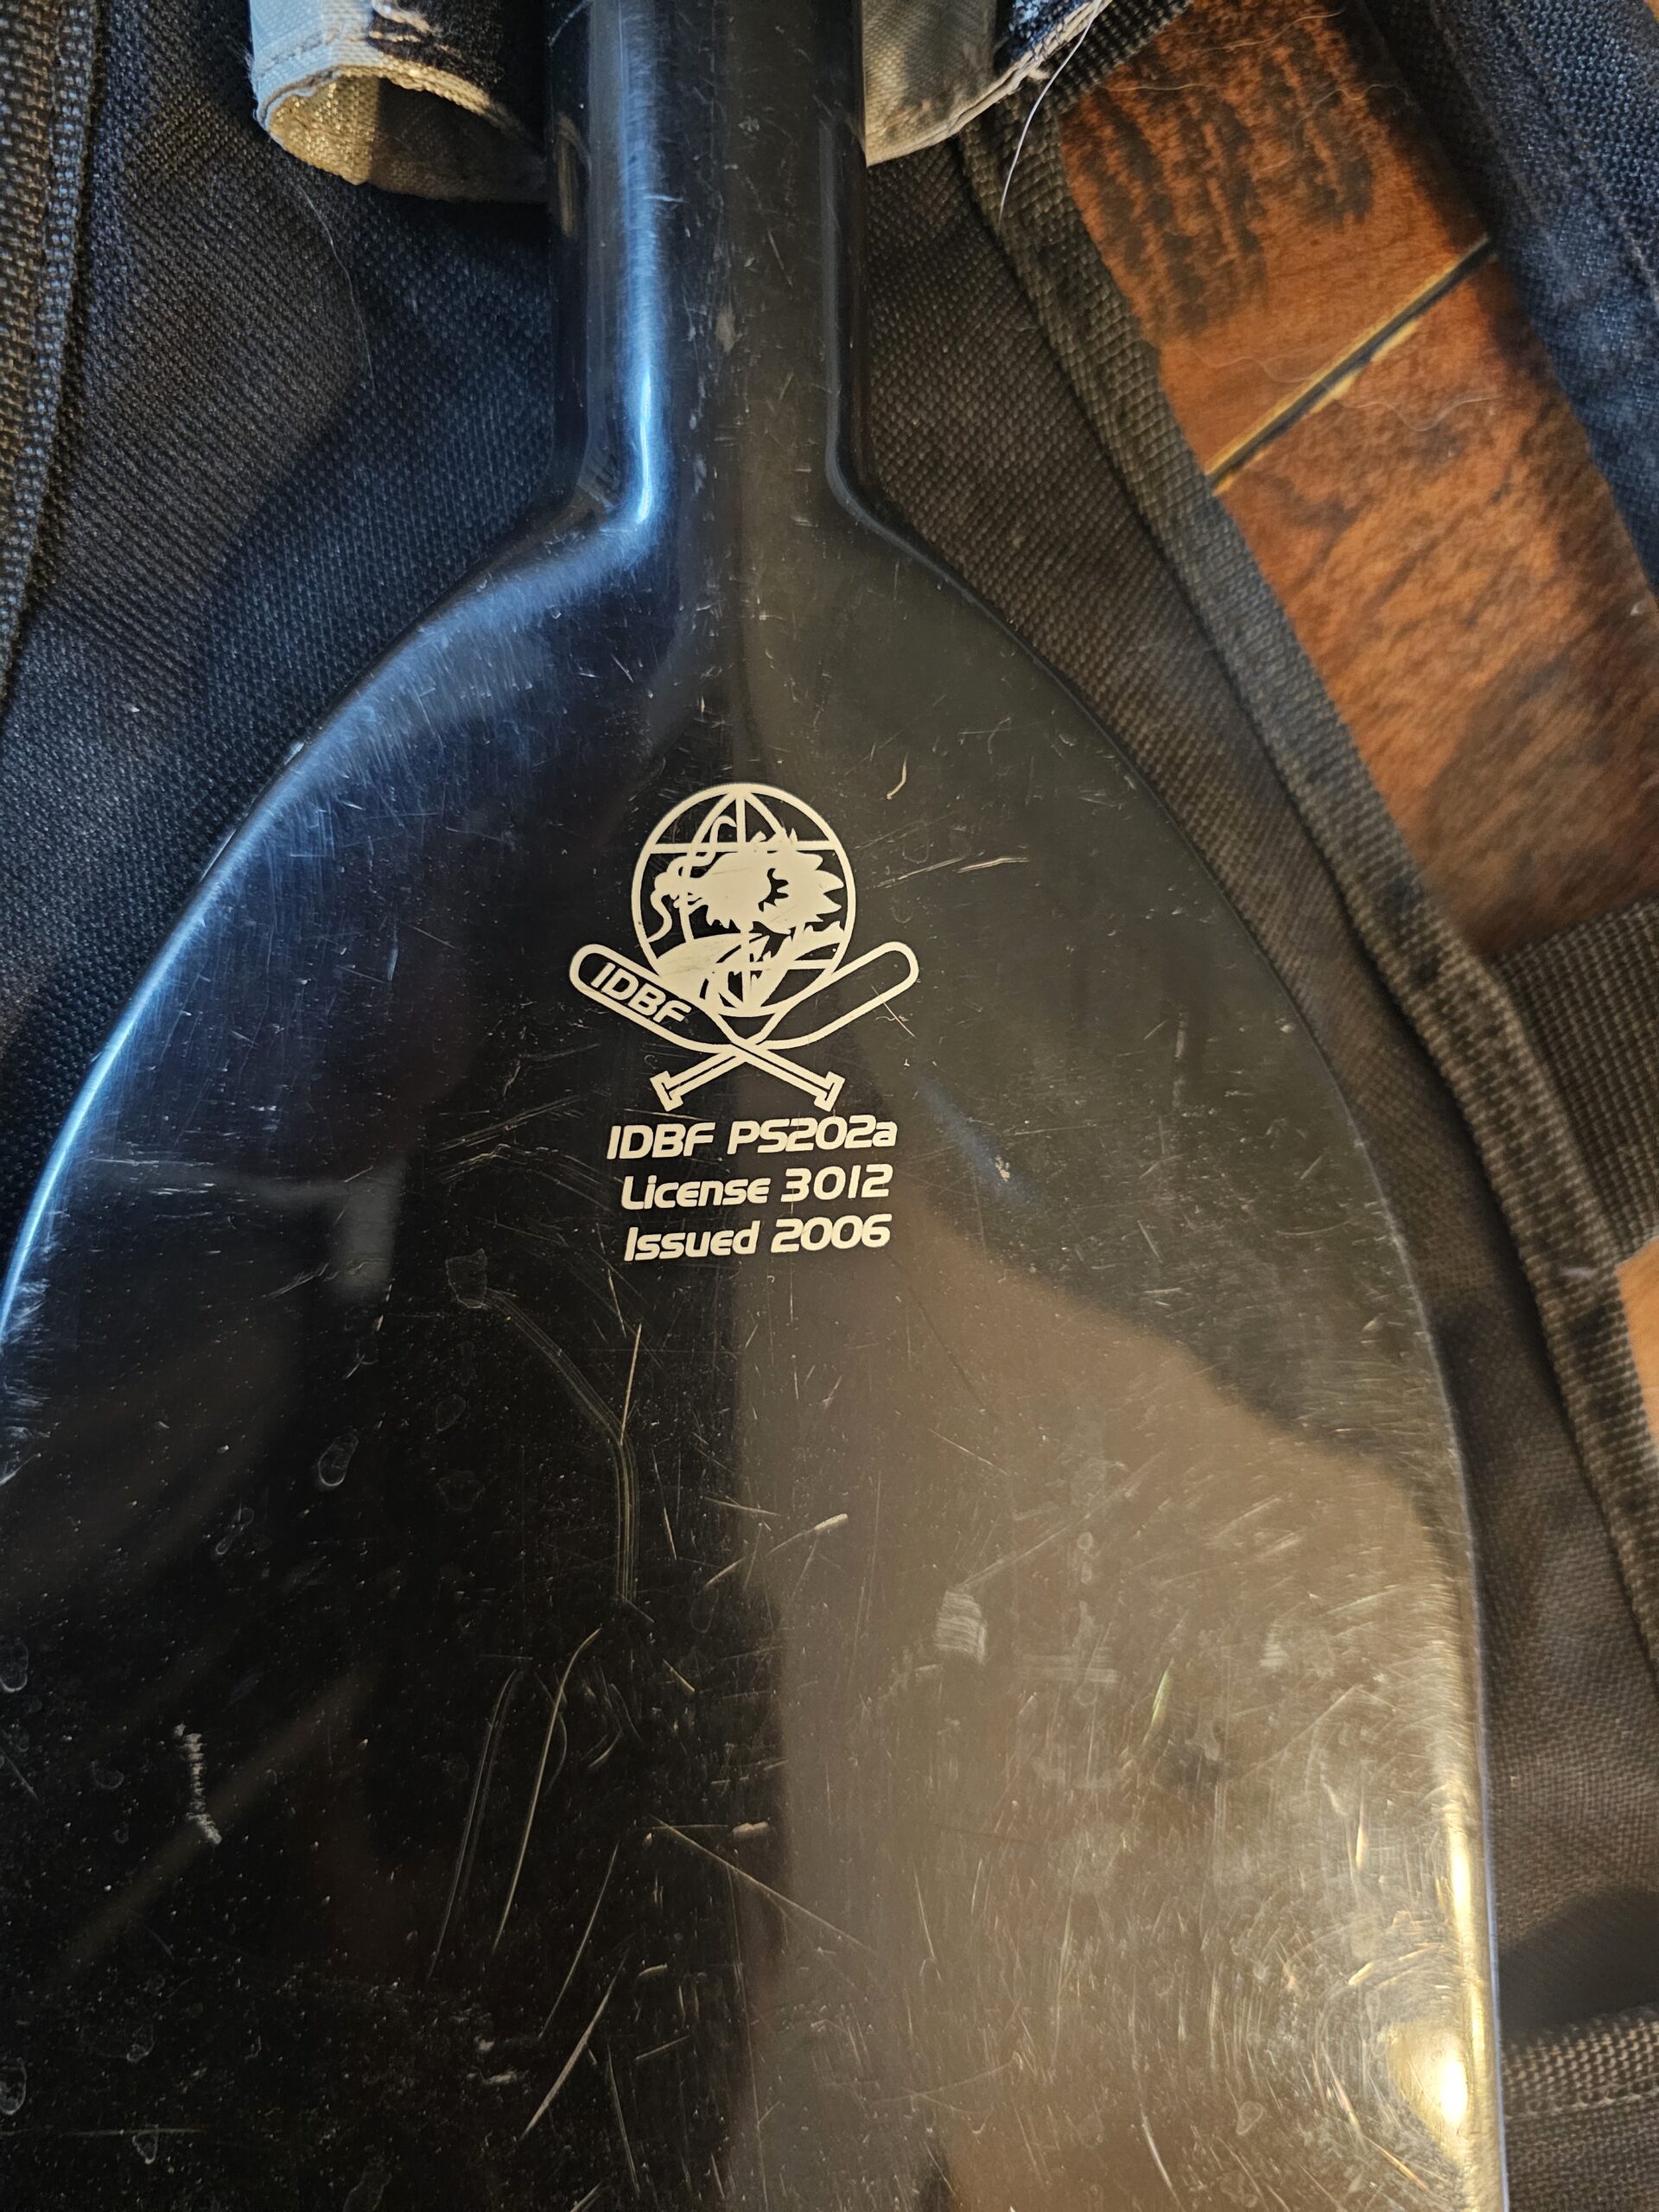 IDBF
IDBF PS202a
License 3012
Issued 2006